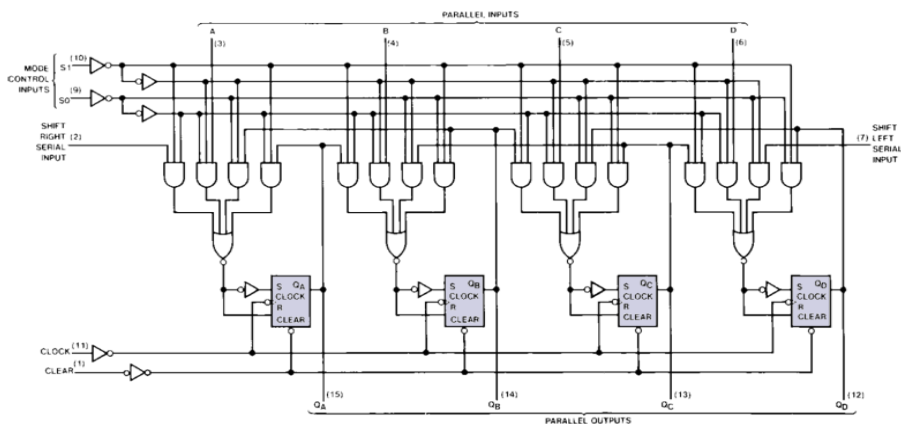 PARALLEL INPUTS
A B C D
(3) (4) (5) (6)
MODE CONTROL INPUTS
S1 (10)
S0 (9)
SHIFT RIGHT SERIAL INPUT (2)
(7) SHIFT LEFT SERIAL INPUT
S QA S QB S QC S QD
CLOCK CLOCK CLOCK CLOCK
R R R R
CLEAR CLEAR CLEAR CLEAR
CLOCK (11)
CLEAR (1)
(15) (14) (13) (12)
QA QB QC QD
PARALLEL OUTPUTS